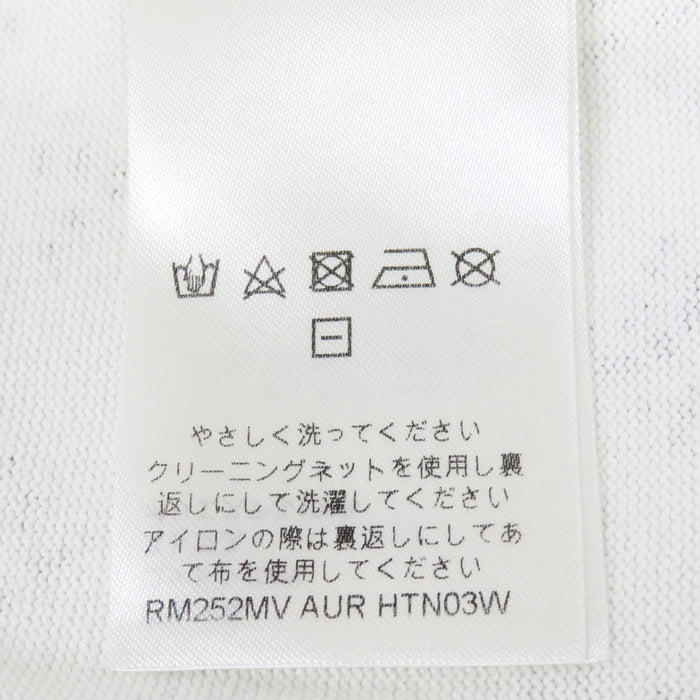 やさしく洗ってください
クリーニングネットを使用し裏
返しにして洗濯してください
アイロンの際は裏返しにしてあ
て布を使用してください
RM252MV AUR HTN03W